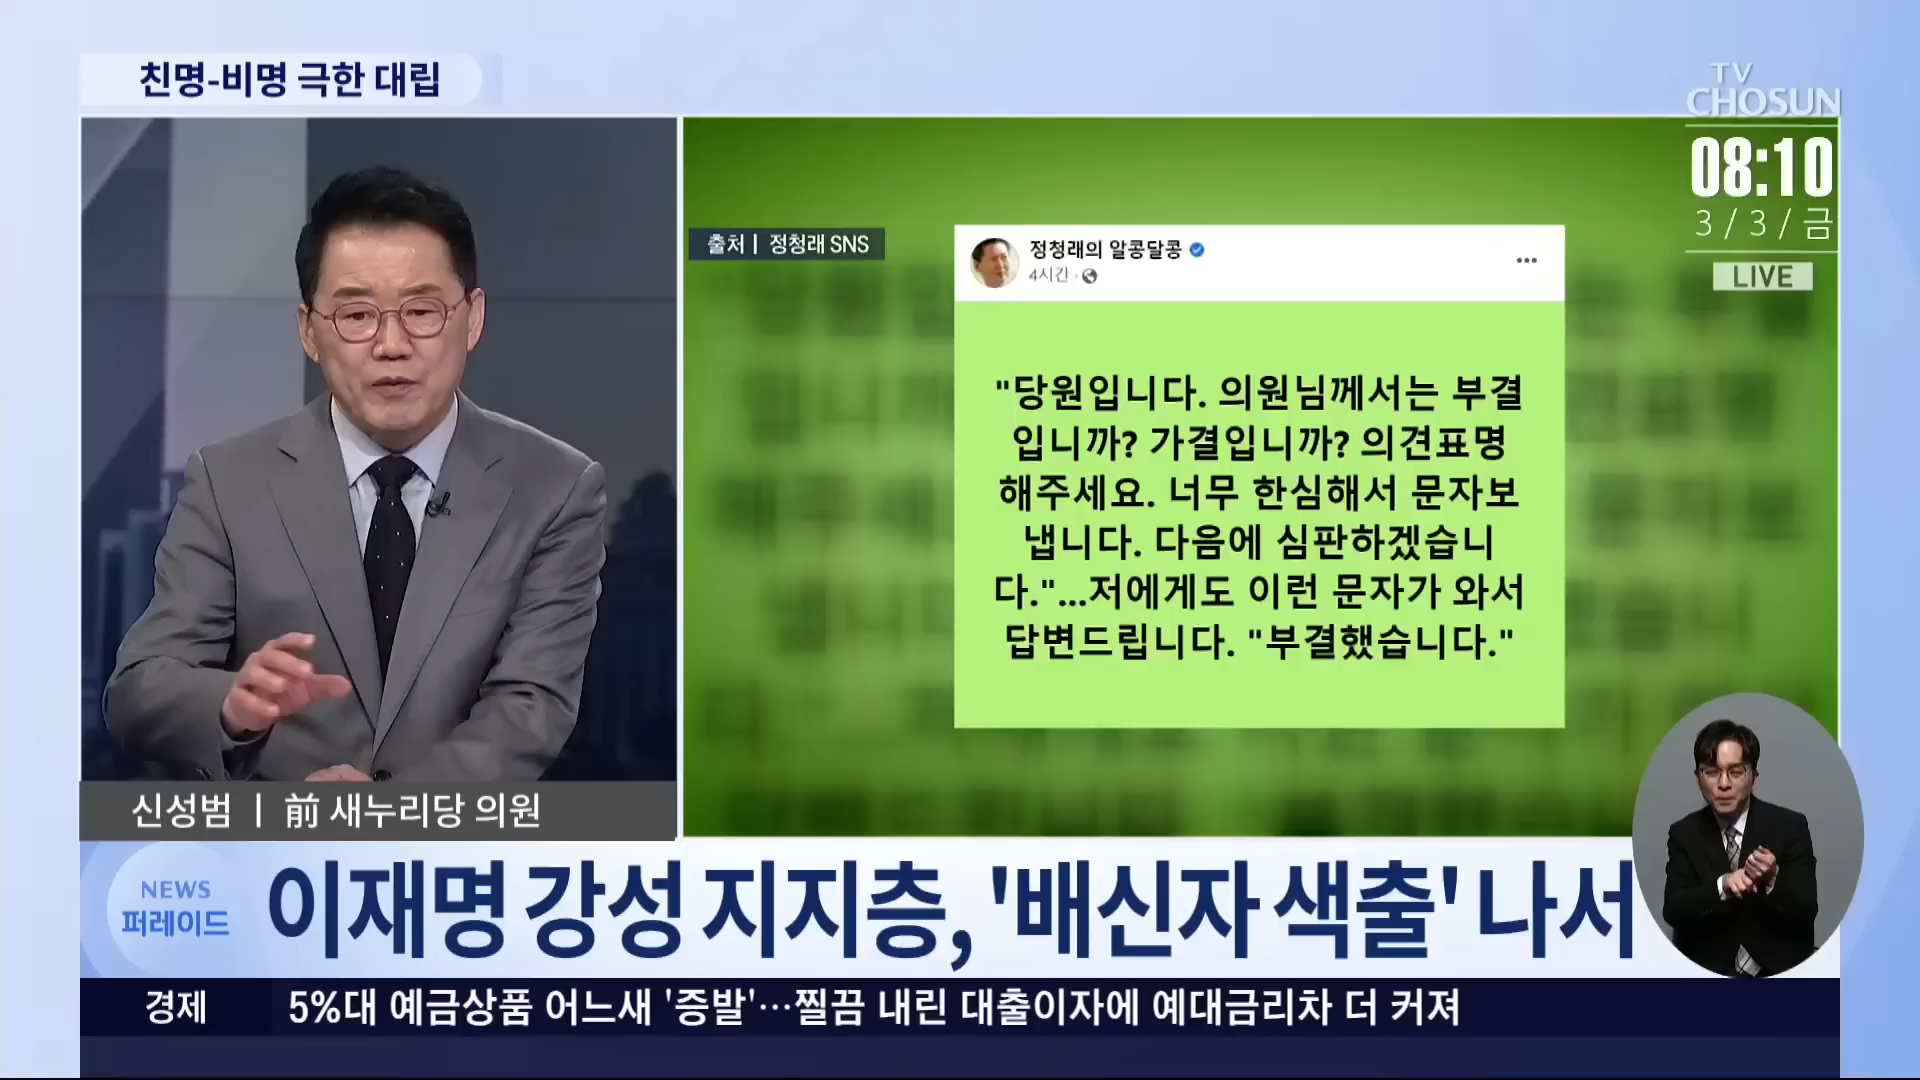 친명-비명 극한 대립
TV
CHOSUN
08:10
3/3/금
LIVE
출처 | 정청래 SNS
정청래의 알콩달콩
4시간 ·
"당원입니다. 의원님께서는 부결
입니까? 가결입니까? 의견표명
해주세요. 너무 한심해서 문자보
냅니다. 다음에 심판하겠습니
다."...저에게도 이런 문자가 와서
답변드립니다. "부결했습니다."
신성범 | 前 새누리당 의원
NEWS
퍼레이드
이재명 강성 지지층, '배신자 색출' 나서
경제
5%대 예금상품 어느새 '증발'…찔끔 내린 대출이자에 예대금리차 더 커져